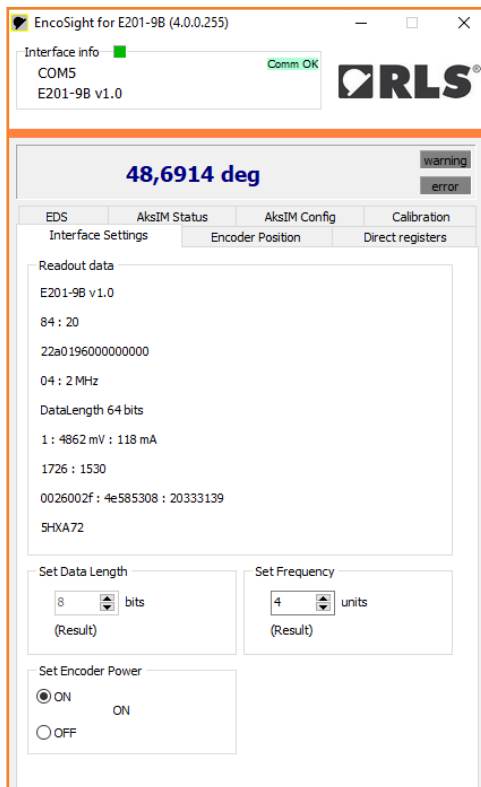 EncoSight for E201-9B (4.0.0.255)
Interface info
Comm OK
COM5
E201-9B v1.0
RLS®
48,6914 deg
warning
error
EDS AksIM Status AksIM Config Calibration
Interface Settings Encoder Position Direct registers
Readout data
E201-9B v1.0
84 : 20
22a0196000000000
04 : 2 MHz
DataLength 64 bits
1 : 4862 mV : 118 mA
1726 : 1530
0026002f : 4e585308 : 20333139
5HXA72
Set Data Length Set Frequency
8 bits 4 units
(Result) (Result)
Set Encoder Power
ON
ON
OFF